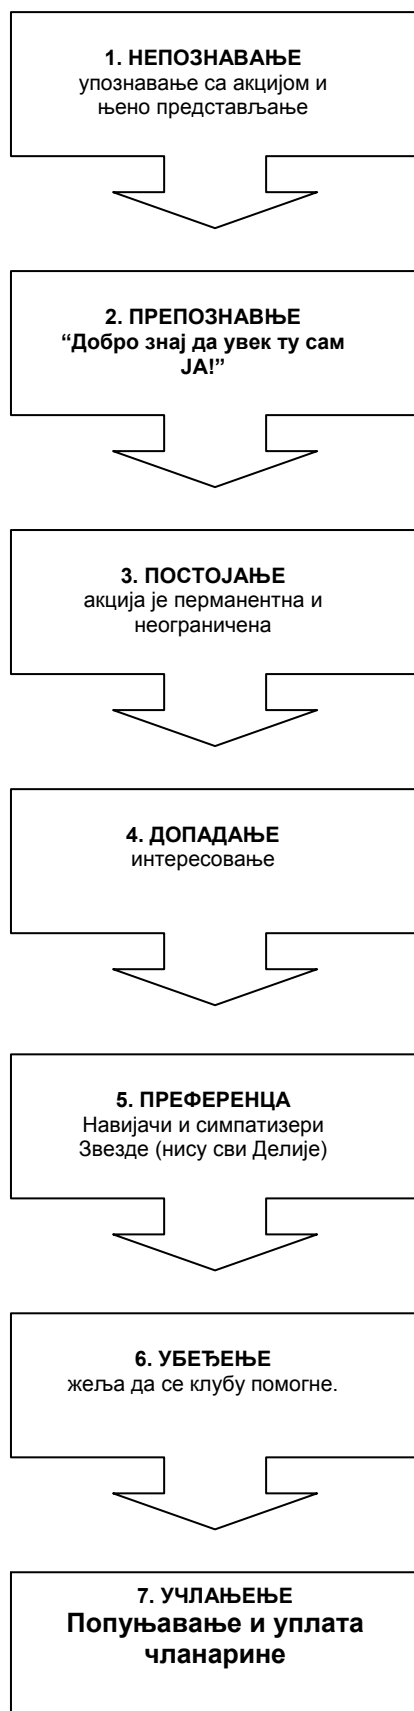 1. НЕПОЗНАВАЊЕ
упознавање са акцијом и
њено представљање
2. ПРЕПОЗНАВЊЕ
“Добро знај да увек ту сам
ЈА!”
3. ПОСТОЈАЊЕ
акција је перманентна и
неограничена
4. ДОПАДАЊЕ
интересовање
5. ПРЕФЕРЕНЦА
Навијачи и симпатизери
Звезде (нису сви Делије)
6. УБЕЂЕЊЕ
жеља да се клубу помогне.
7. УЧЛАЊЕЊЕ
Попуњавање и уплата
чланарине